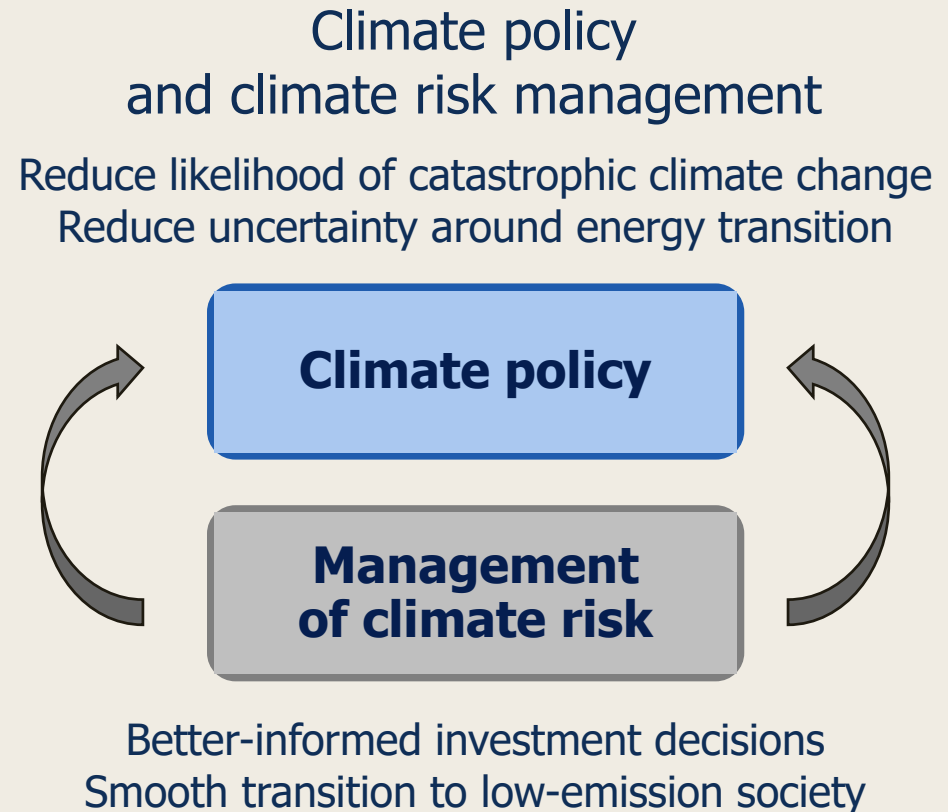 Climate policy
and climate risk management
Reduce likelihood of catastrophic climate change
Reduce uncertainty around energy transition
Climate policy
Management
of climate risk
Better-informed investment decisions
Smooth transition to low-emission society